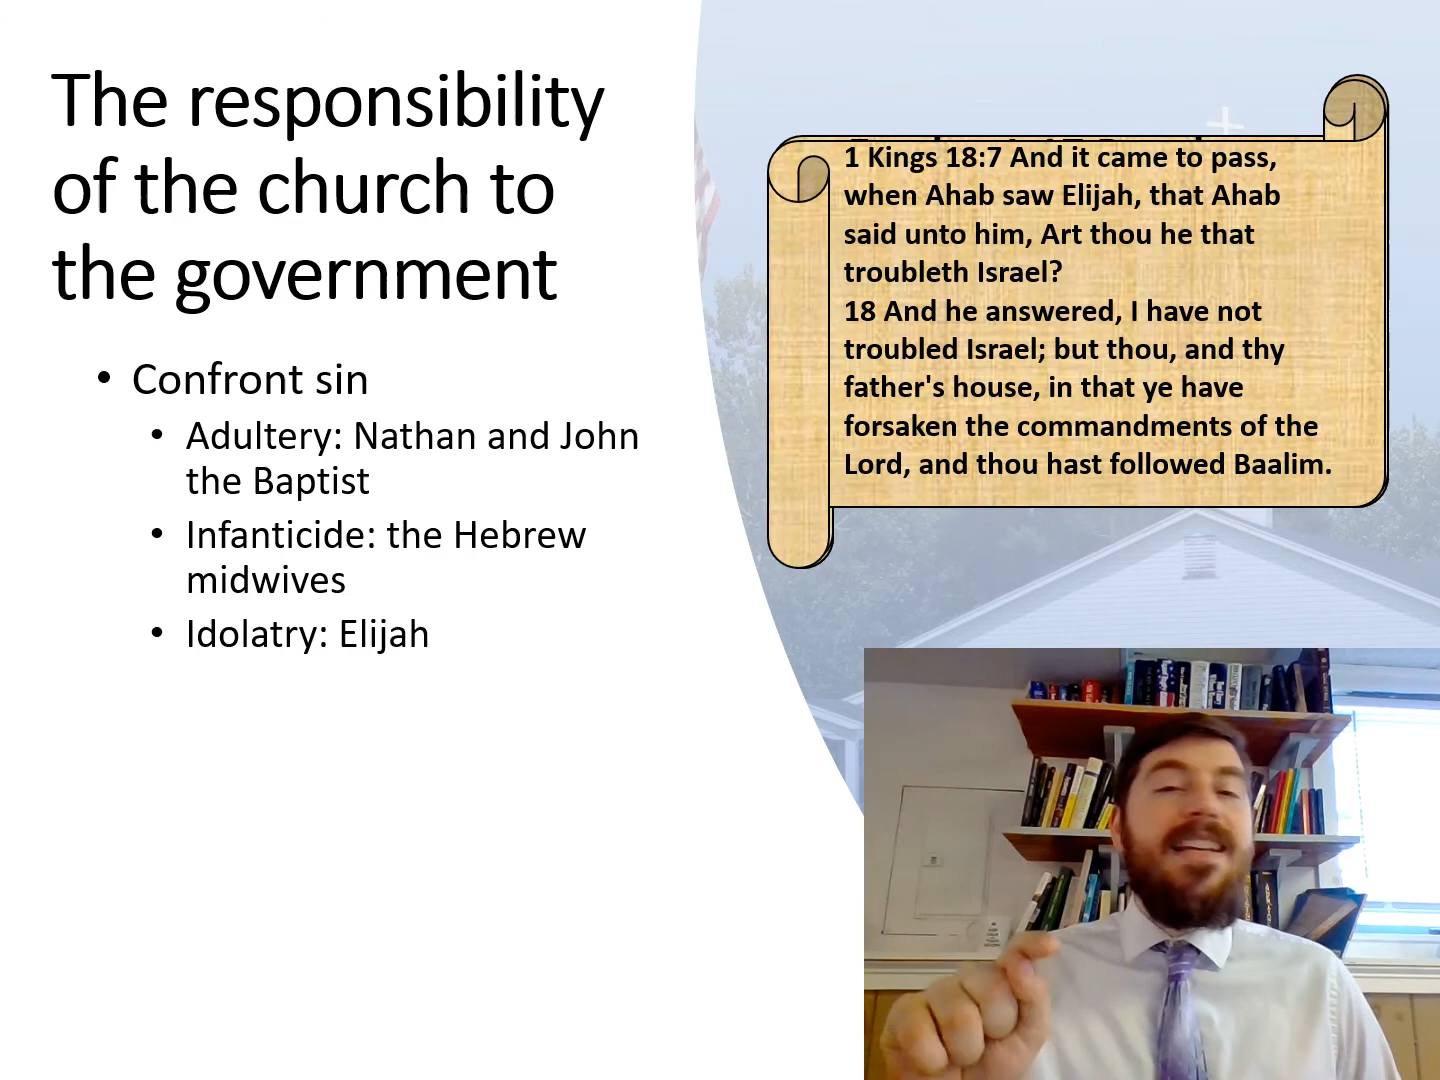 The responsibility
of the church to
the government
• Confront sin
• Adultery: Nathan and John
the Baptist
• Infanticide: the Hebrew
midwives
• Idolatry: Elijah
1 Kings 18:7 And it came to pass,
when Ahab saw Elijah, that Ahab
said unto him, Art thou he that
troubleth Israel?
18 And he answered, I have not
troubled Israel; but thou, and thy
father's house, in that ye have
forsaken the commandments of the
Lord, and thou hast followed Baalim.